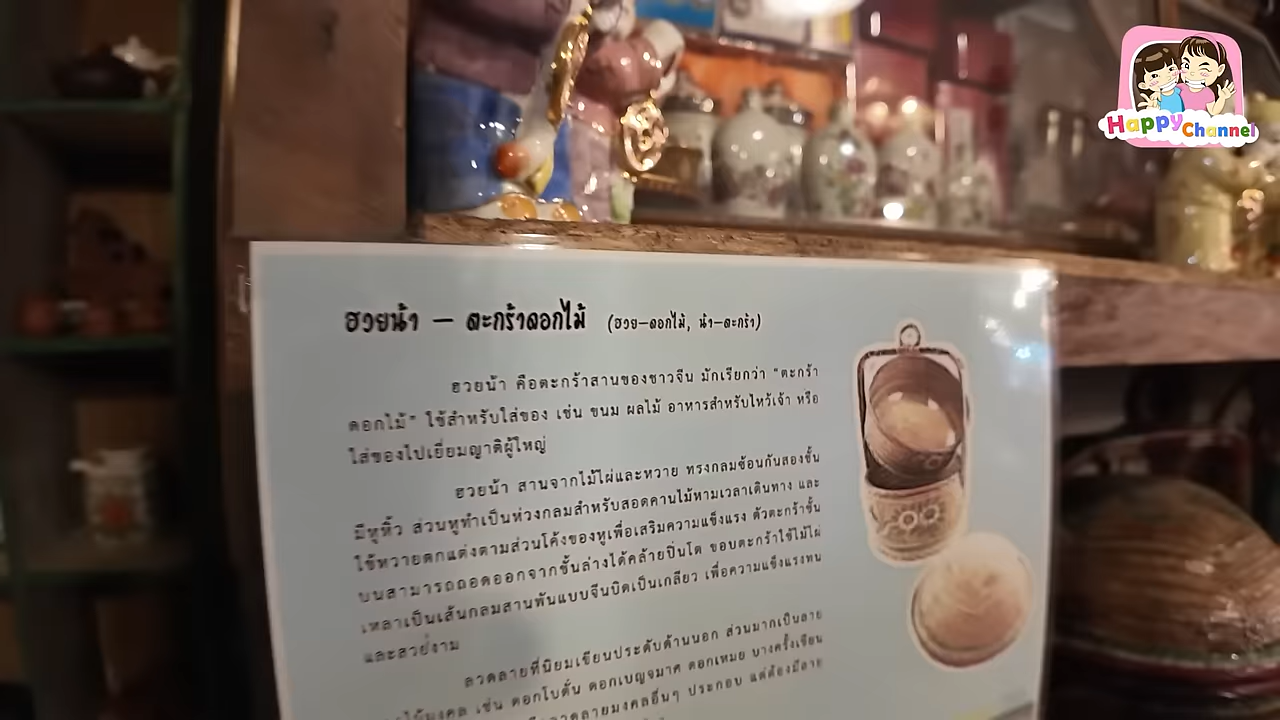 Happy Channel
ฮวยน้า – ตะกร้าดอกไม้ (ฮวย–ดอกไม้, น้า–ตะกร้า)
ฮวยน้า คือตะกร้าสานของชาวจีน มักเรียกว่า "ตะกร้า
ดอกไม้" ใช้สำหรับใส่ของ เช่น ขนม ผลไม้ อาหารสำหรับไหว้เจ้า หรือ
ใส่ของไปเยี่ยมญาติผู้ใหญ่
ฮวยน้า สานจากไม้ไผ่และหวาย ทรงกลมซ้อนกันสองชั้น
มีหูหิ้ว ส่วนหูทำเป็นห่วงกลมสำหรับสอดคานไม้หามเวลาเดินทาง และ
ใช้หวายตกแต่งตามส่วนโค้งของหูเพื่อเสริมความแข็งแรง ตัวตะกร้าชั้น
บนสามารถถอดออกจากชั้นล่างได้คล้ายปิ่นโต ขอบตะกร้าใช้ไม้ไผ่
เหลาเป็นเส้นกลมสานพันแบบจีนบิดเป็นเกลียว เพื่อความแข็งแรงทน
และสวยงาม
ลวดลายที่นิยมเขียนประดับด้านนอก ส่วนมากเป็นลาย
เช่น ดอกโบตั๋น ดอกเบญจมาศ ดอกเหมย บางครั้งเขียน
ลวดลายมงคลอื่นๆ ประกอบ แต่ต้องมีลาย